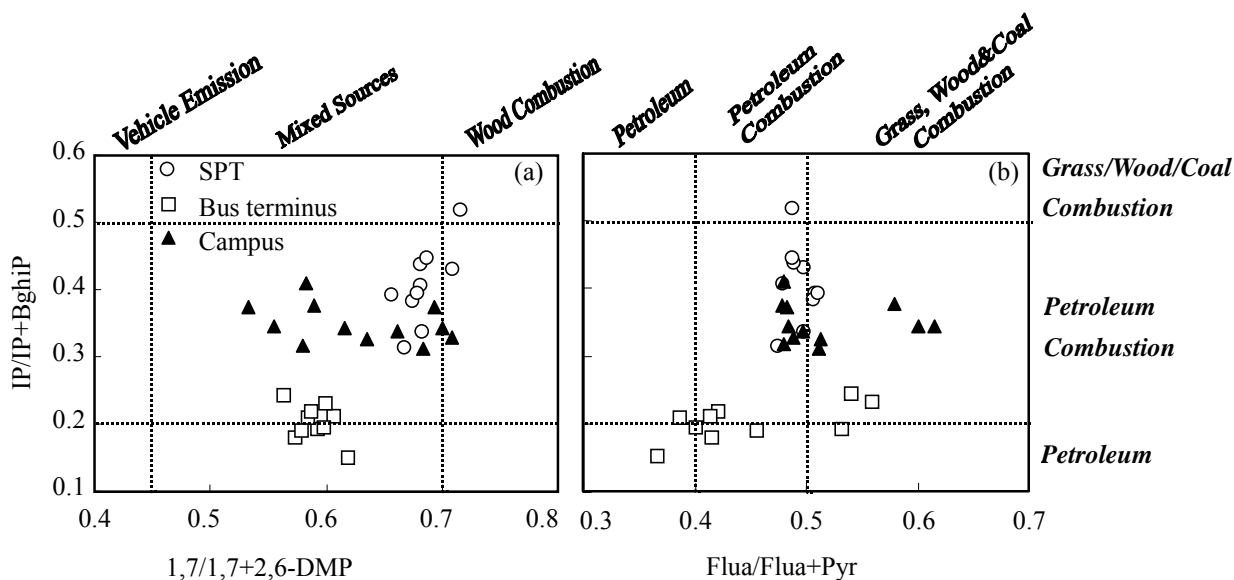 Vehicle Emission
Mixed Sources
Wood Combustion
Petroleum
Petroleum
Combustion
Grass, Wood&Coal
Combustion
0.6
0.5
0.4
0.3
0.2
0.1
IP/IP+BghiP
SPT
Bus terminus
Campus
(a)
0.4
0.5
0.6
0.7
0.8
1,7/1,7+2,6-DMP
(b)
0.3
0.4
0.5
0.6
0.7
Flua/Flua+Pyr
Grass/Wood/Coal
Combustion
Petroleum
Combustion
Petroleum